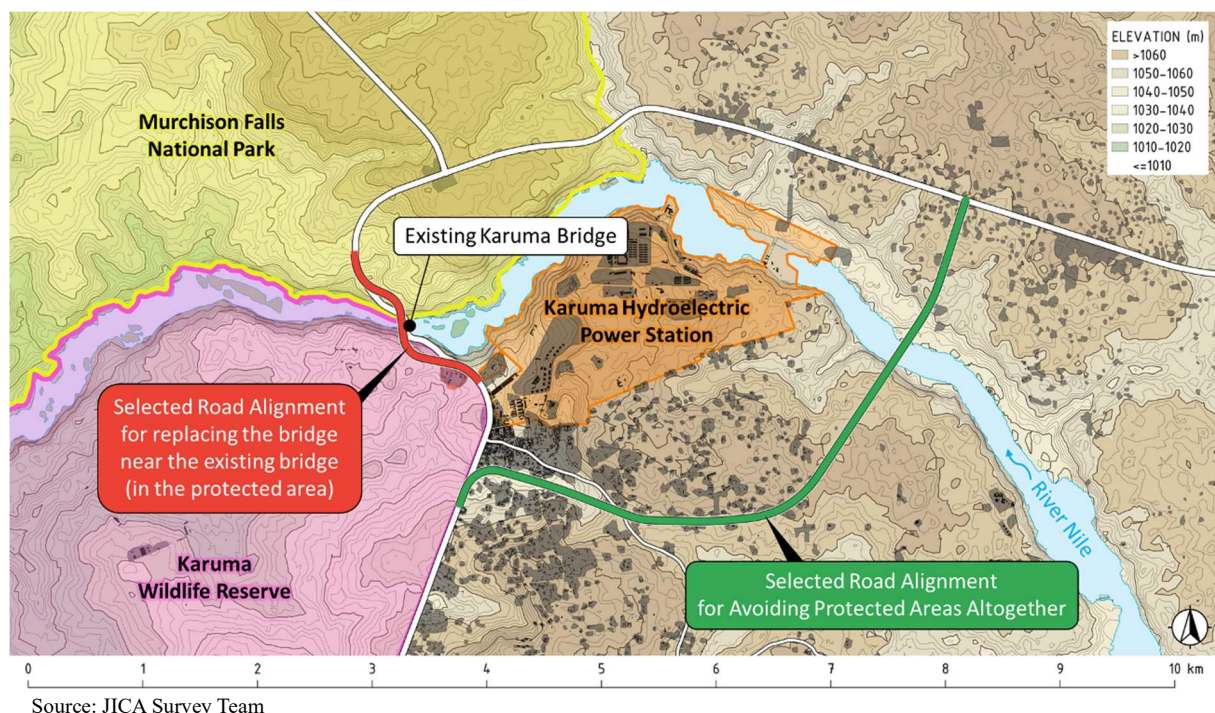 ELEVATION (m)
>1060
1050-1060
1040-1050
1030-1040
1020-1030
1010-1020
<=1010
Murchison Falls
National Park
Existing Karuma Bridge
Karuma Hydroelectric
Power Station
Selected Road Alignment
for replacing the bridge
near the existing bridge
(in the protected area)
River Nile
Karuma
Wildlife Reserve
Selected Road Alignment
for Avoiding Protected Areas Altogether
0 1 2 3 4 5 6 7 8 9 10 km
Source: JICA Survey Team